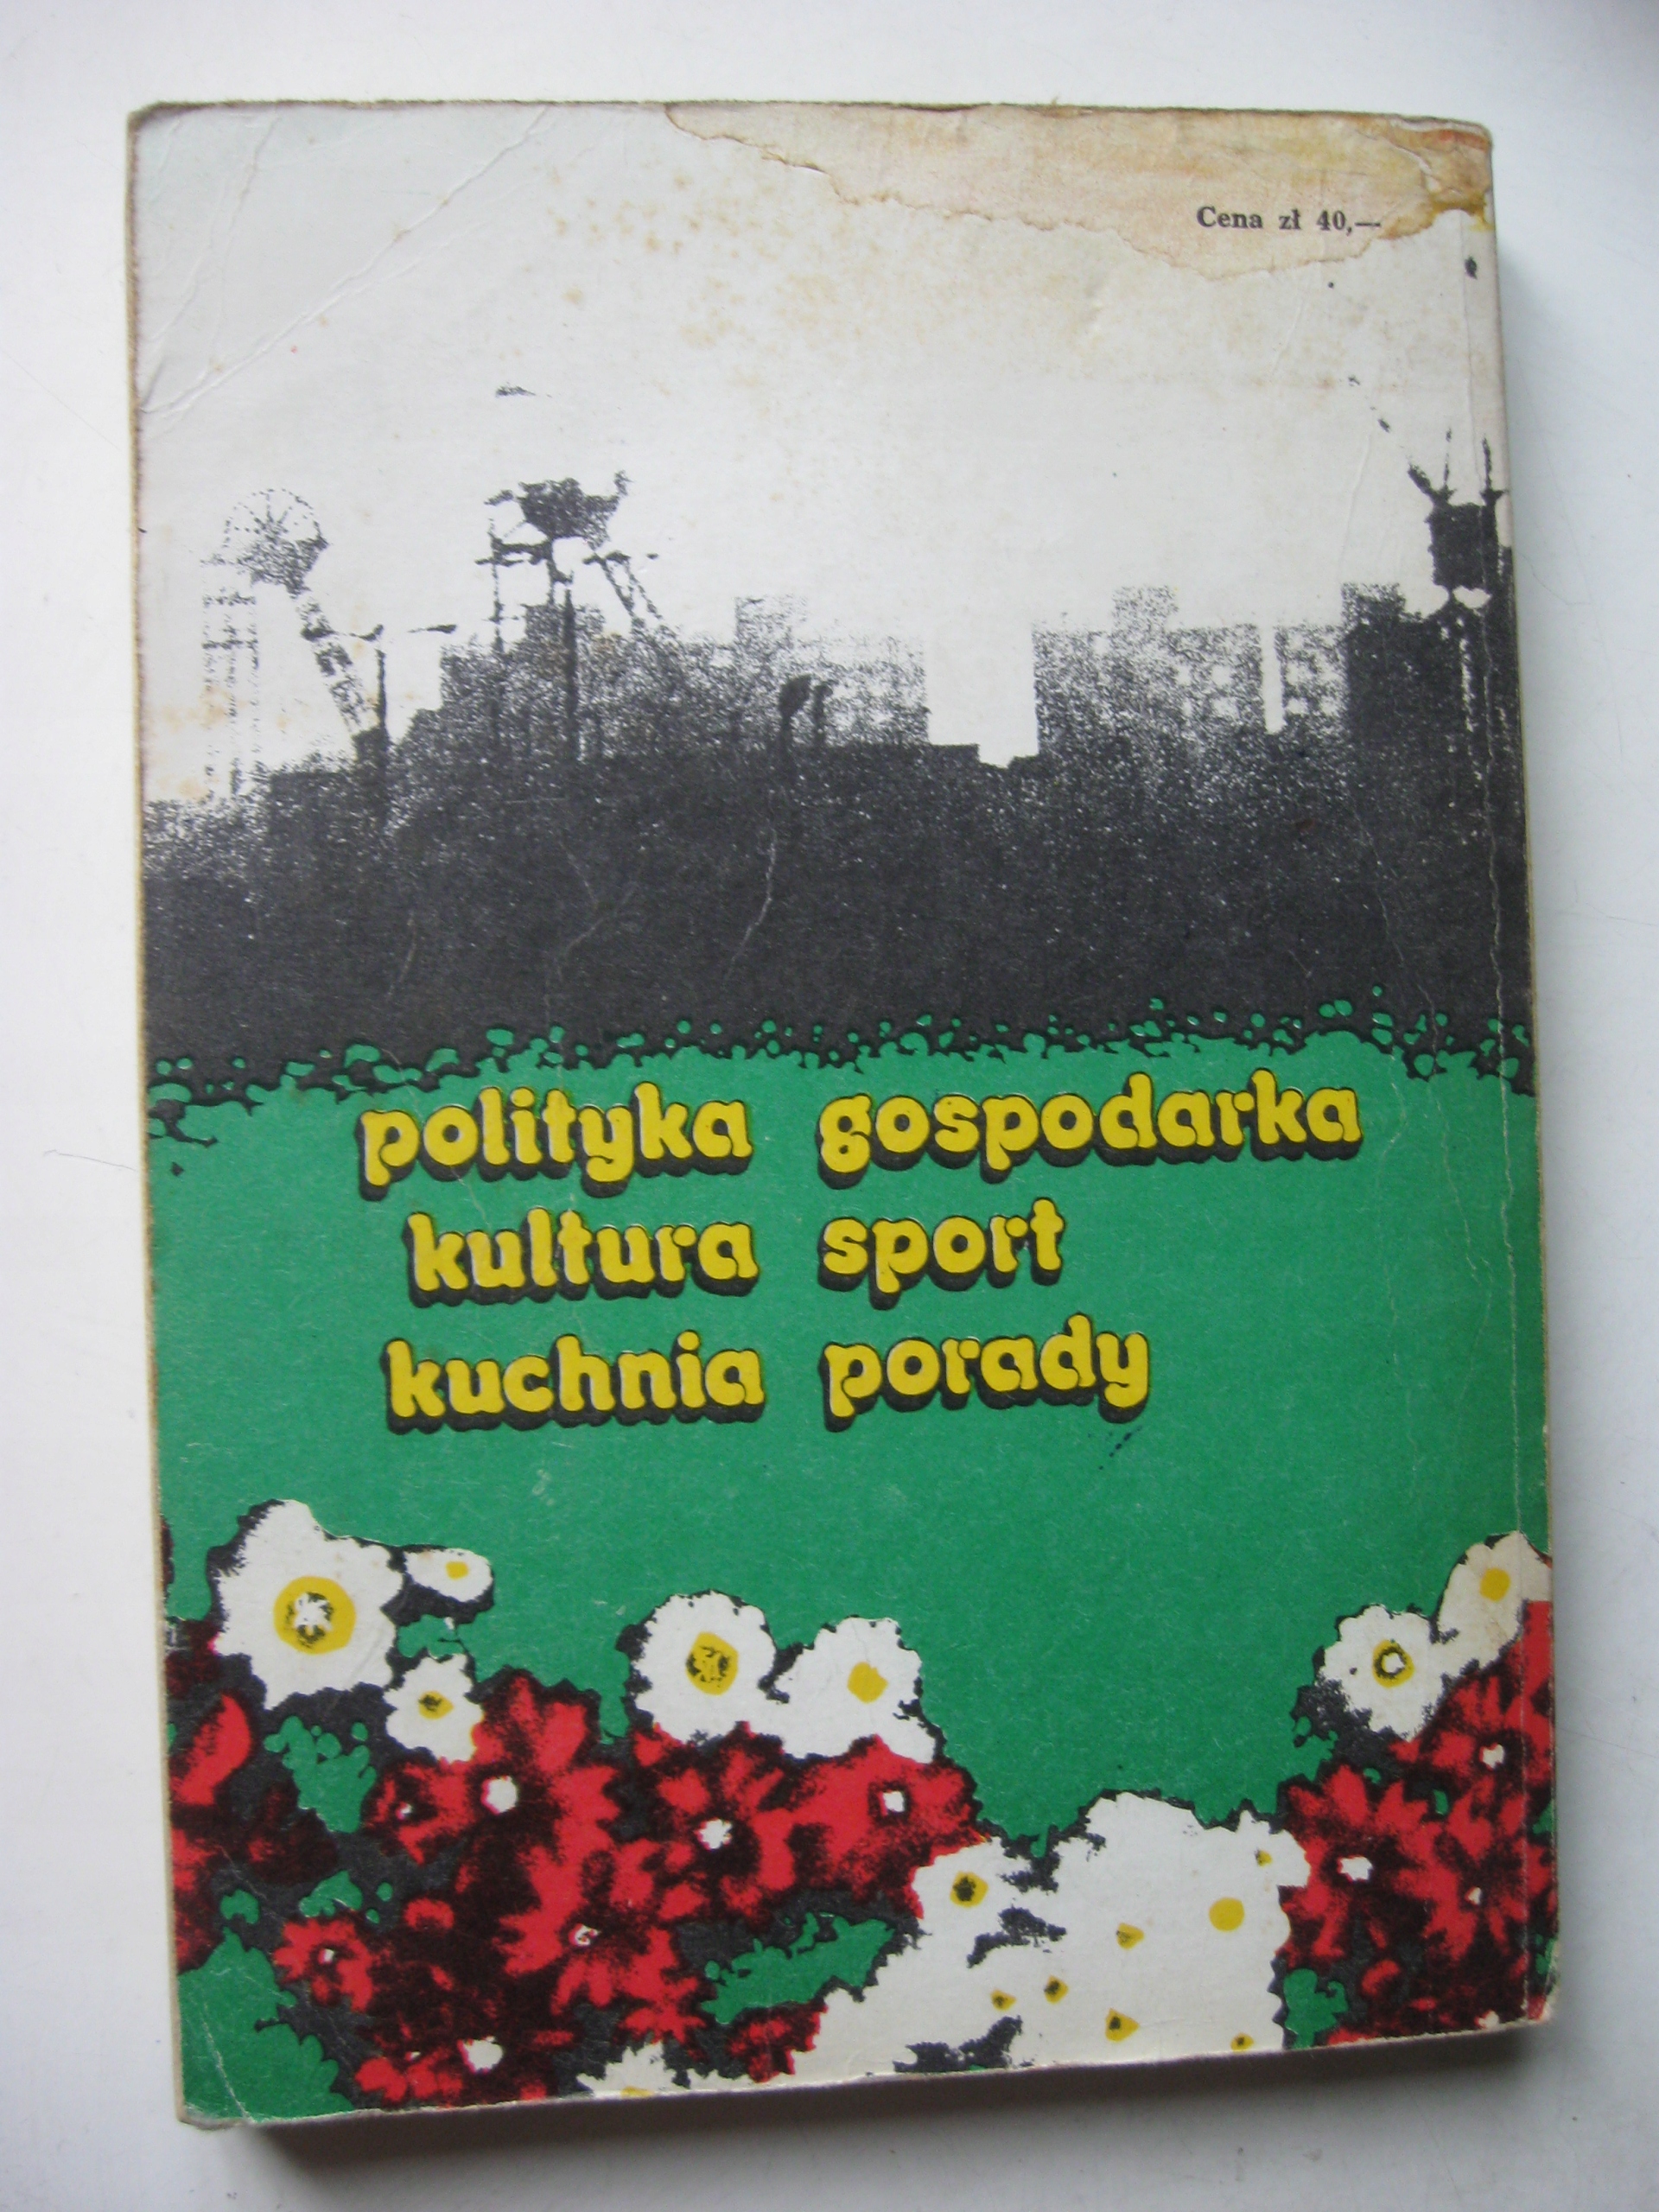 Cena zł 40,—
polityka gospodarka
kultura sport
kuchnia porady